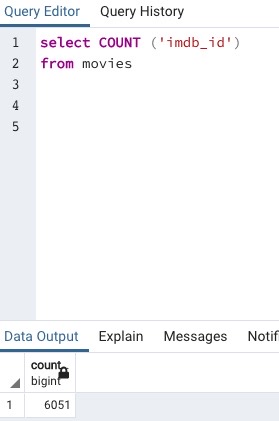 Query Editor Query History
1 select COUNT ('imdb_id')
2 from movies
3
4
5
Data Output Explain Messages Notif
count
bigint
1 6051